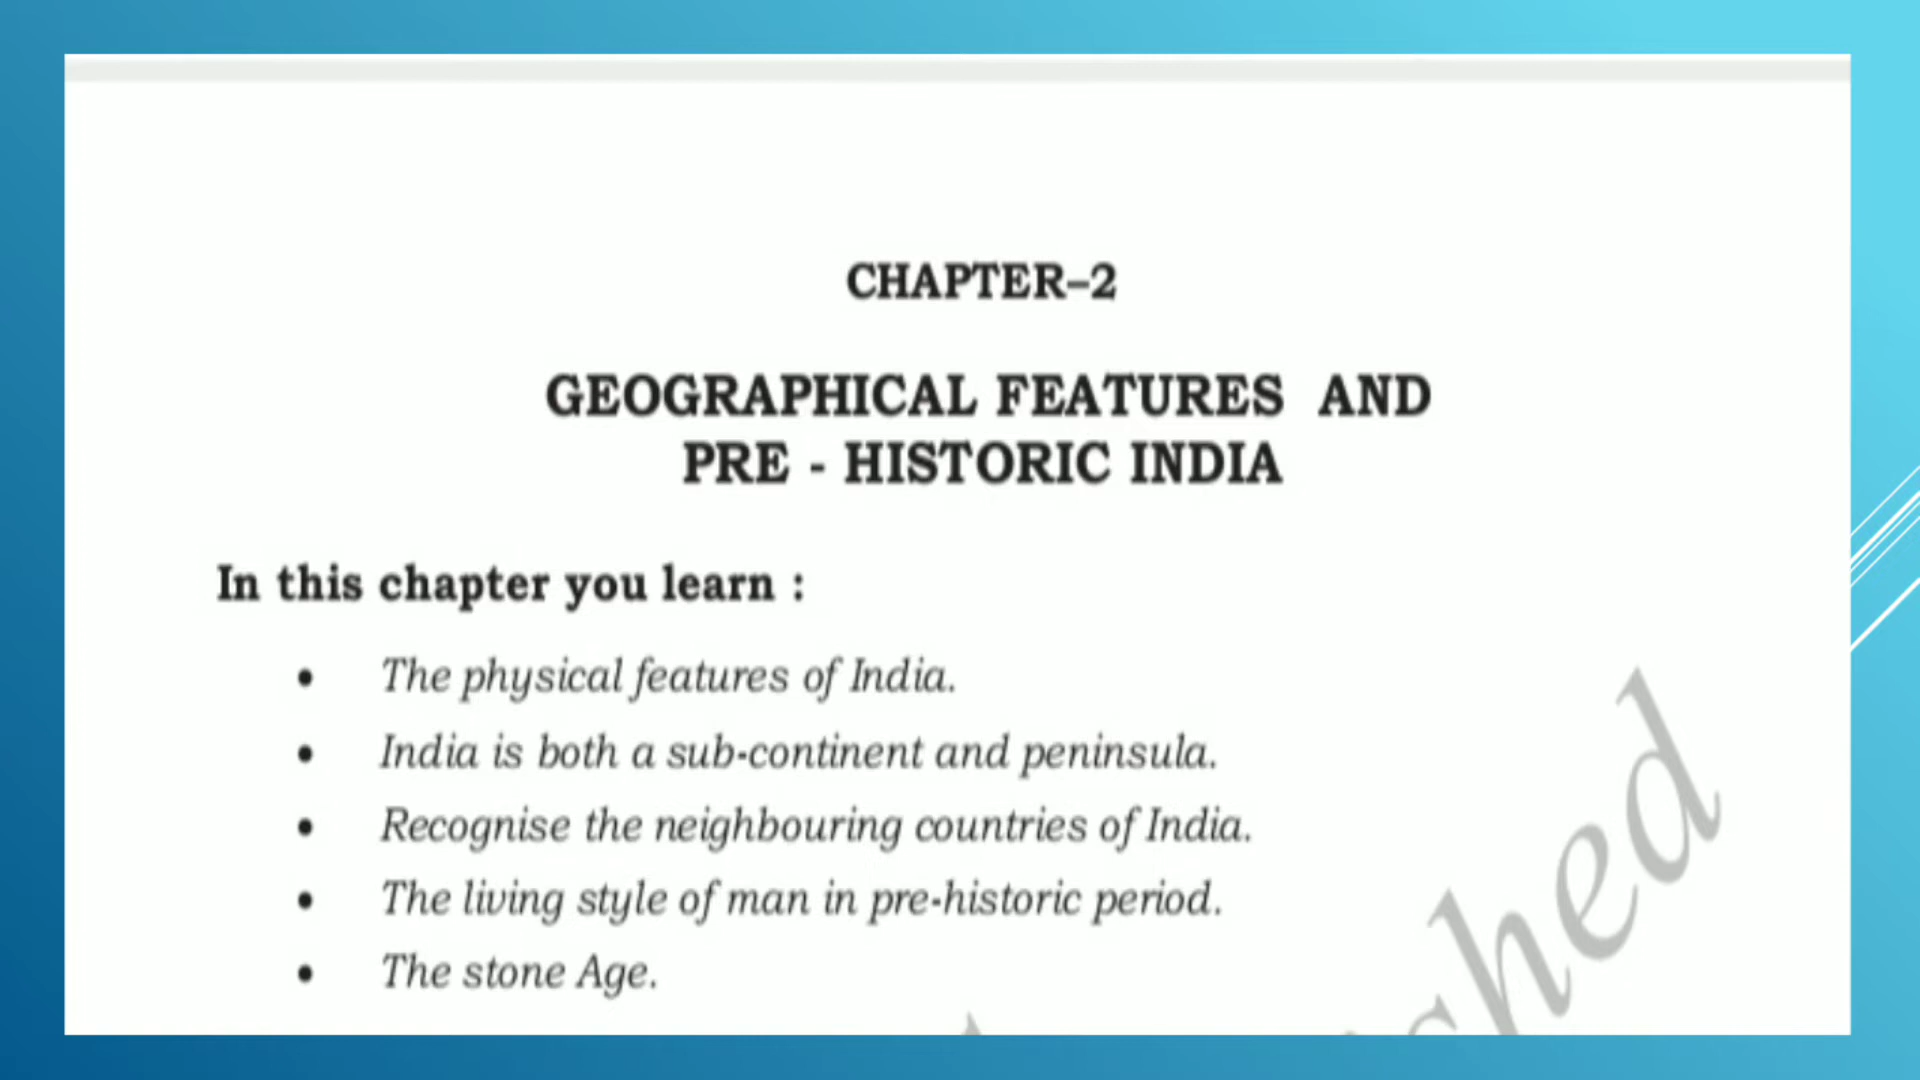 CHAPTER–2
GEOGRAPHICAL FEATURES AND
PRE - HISTORIC INDIA
In this chapter you learn :
• The physical features of India.
• India is both a sub-continent and peninsula.
• Recognise the neighbouring countries of India.
• The living style of man in pre-historic period.
• The stone Age.